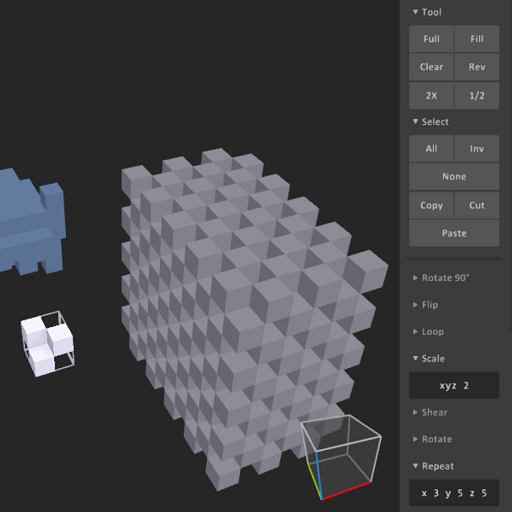 Tool
Full Fill
Clear Rev
2X 1/2
Select
All Inv
None
Copy Cut
Paste
Rotate 90°
Flip
Loop
Scale
xyz 2
Shear
Rotate
Repeat
x 3 y 5 z 5